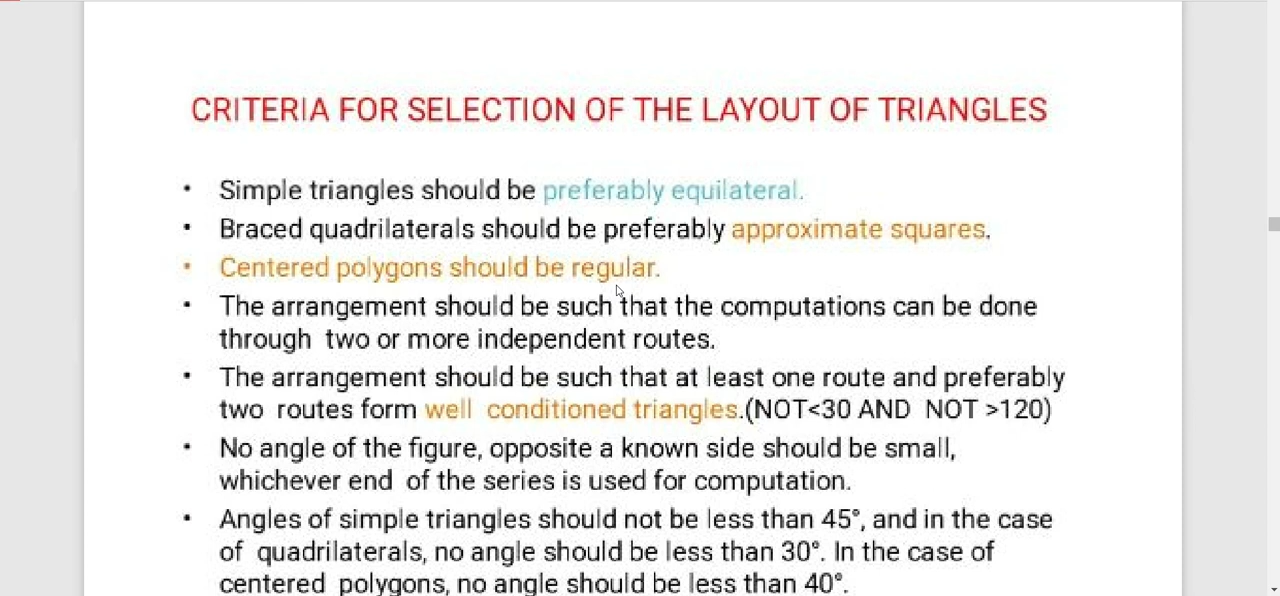 CRITERIA FOR SELECTION OF THE LAYOUT OF TRIANGLES
• Simple triangles should be preferably equilateral.
• Braced quadrilaterals should be preferably approximate squares.
• Centered polygons should be regular.
• The arrangement should be such that the computations can be done
through two or more independent routes.
• The arrangement should be such that at least one route and preferably
two routes form well conditioned triangles.(NOT<30 AND NOT >120)
• No angle of the figure, opposite a known side should be small,
whichever end of the series is used for computation.
• Angles of simple triangles should not be less than 45°, and in the case
of quadrilaterals, no angle should be less than 30°. In the case of
centered polygons, no angle should be less than 40°.